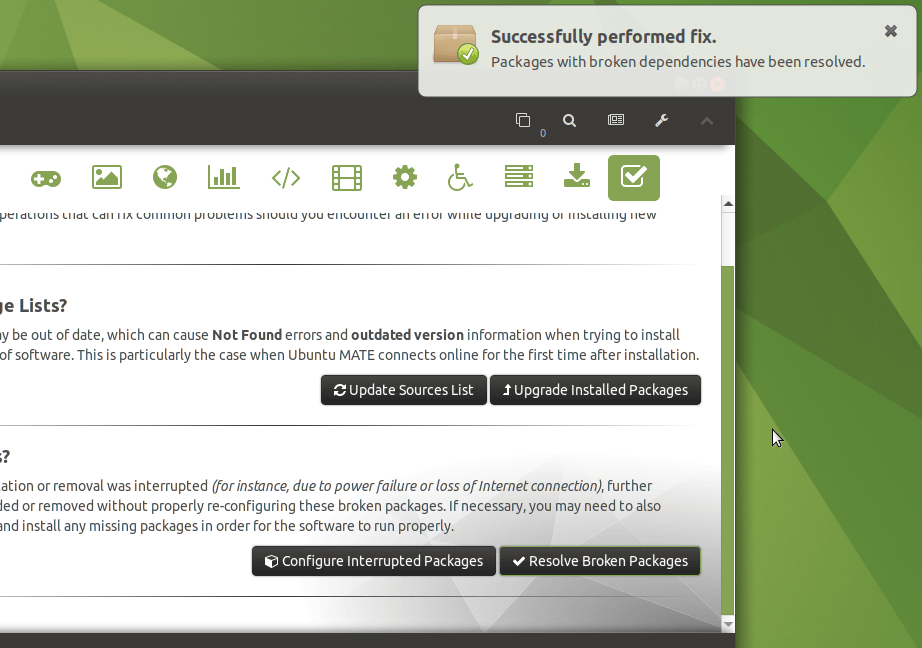 Successfully performed fix.
Packages with broken dependencies have been resolved.
0
operations that can fix common problems should you encounter an error while upgrading or installing new
ge Lists?
ay be out of date, which can cause Not Found errors and outdated version information when trying to install
of software. This is particularly the case when Ubuntu MATE connects online for the first time after installation.
Update Sources List
Upgrade Installed Packages
s?
lation or removal was interrupted (for instance, due to power failure or loss of Internet connection), further
ded or removed without properly re-configuring these broken packages. If necessary, you may need to also
and install any missing packages in order for the software to run properly.
Configure Interrupted Packages
Resolve Broken Packages